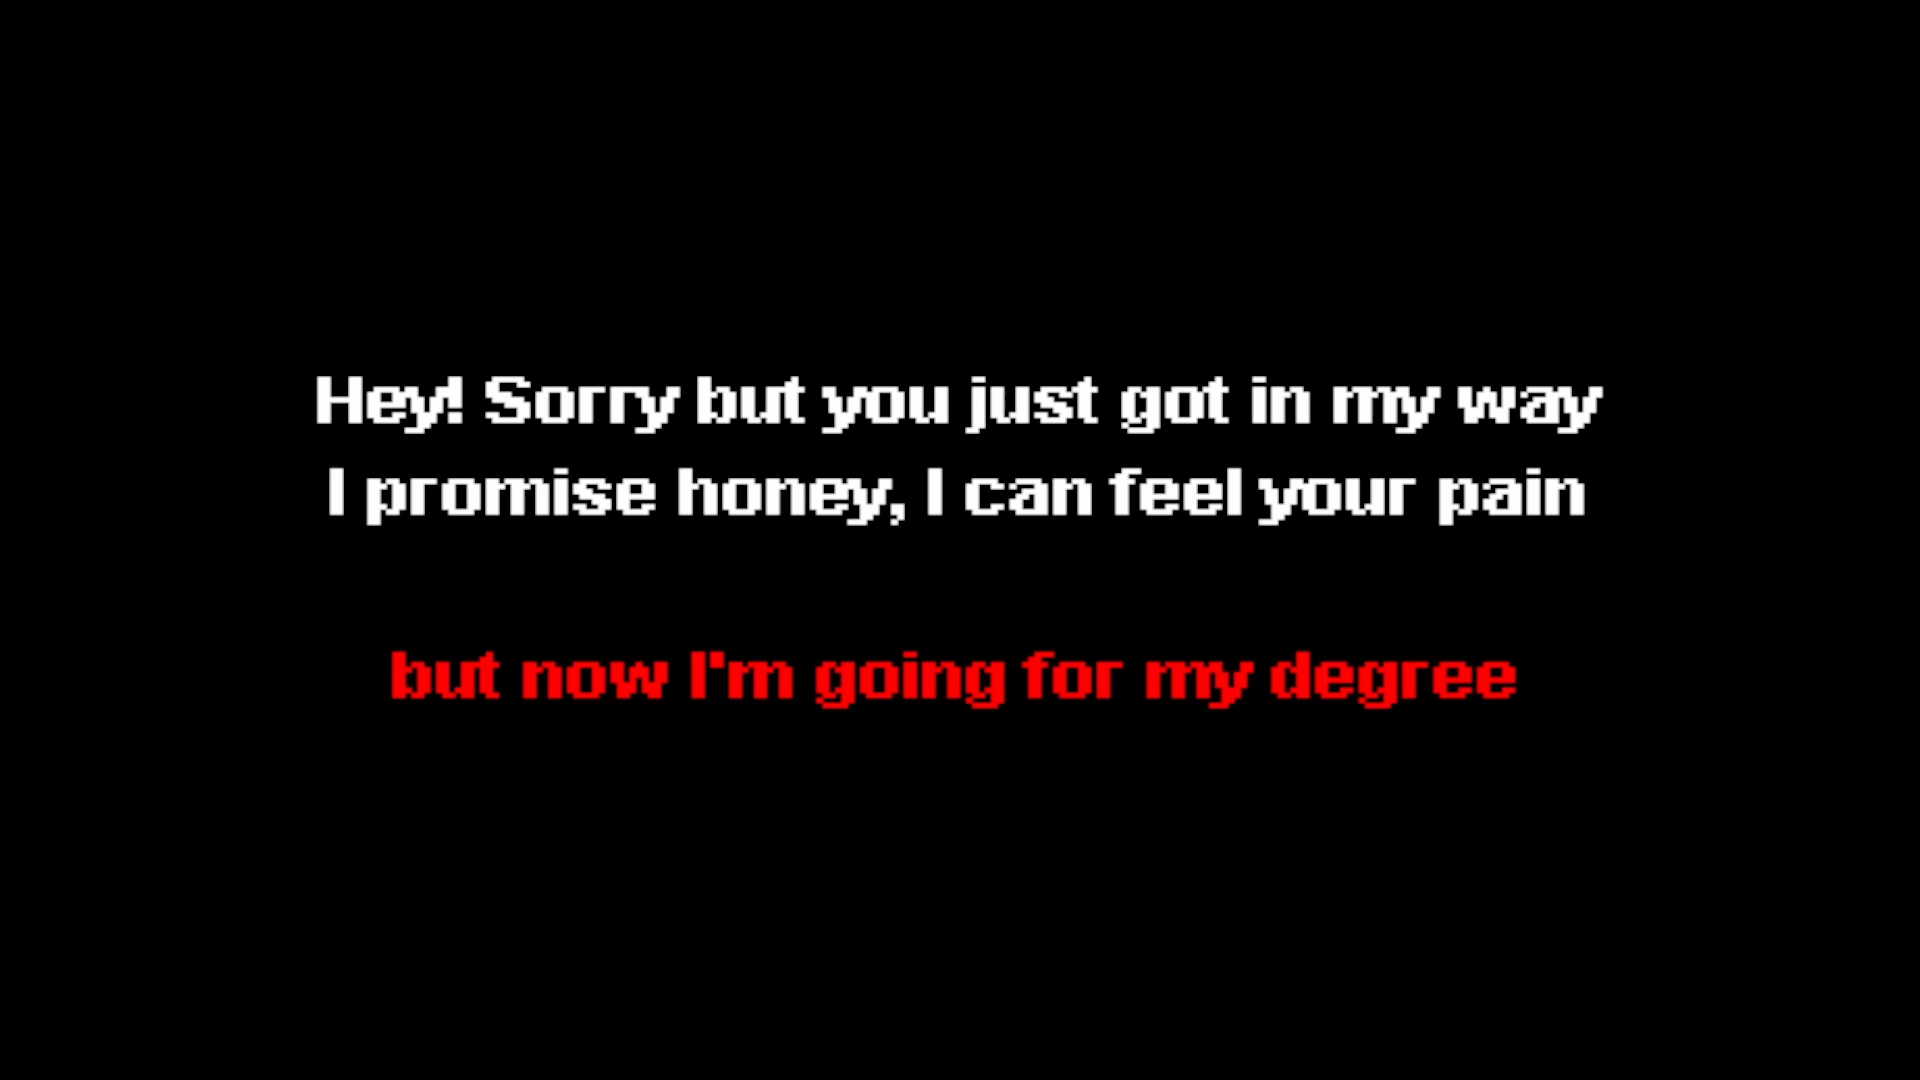 Hey! Sorry but you just got in my way
I promise honey, I can feel your pain
but now I'm going for my degree